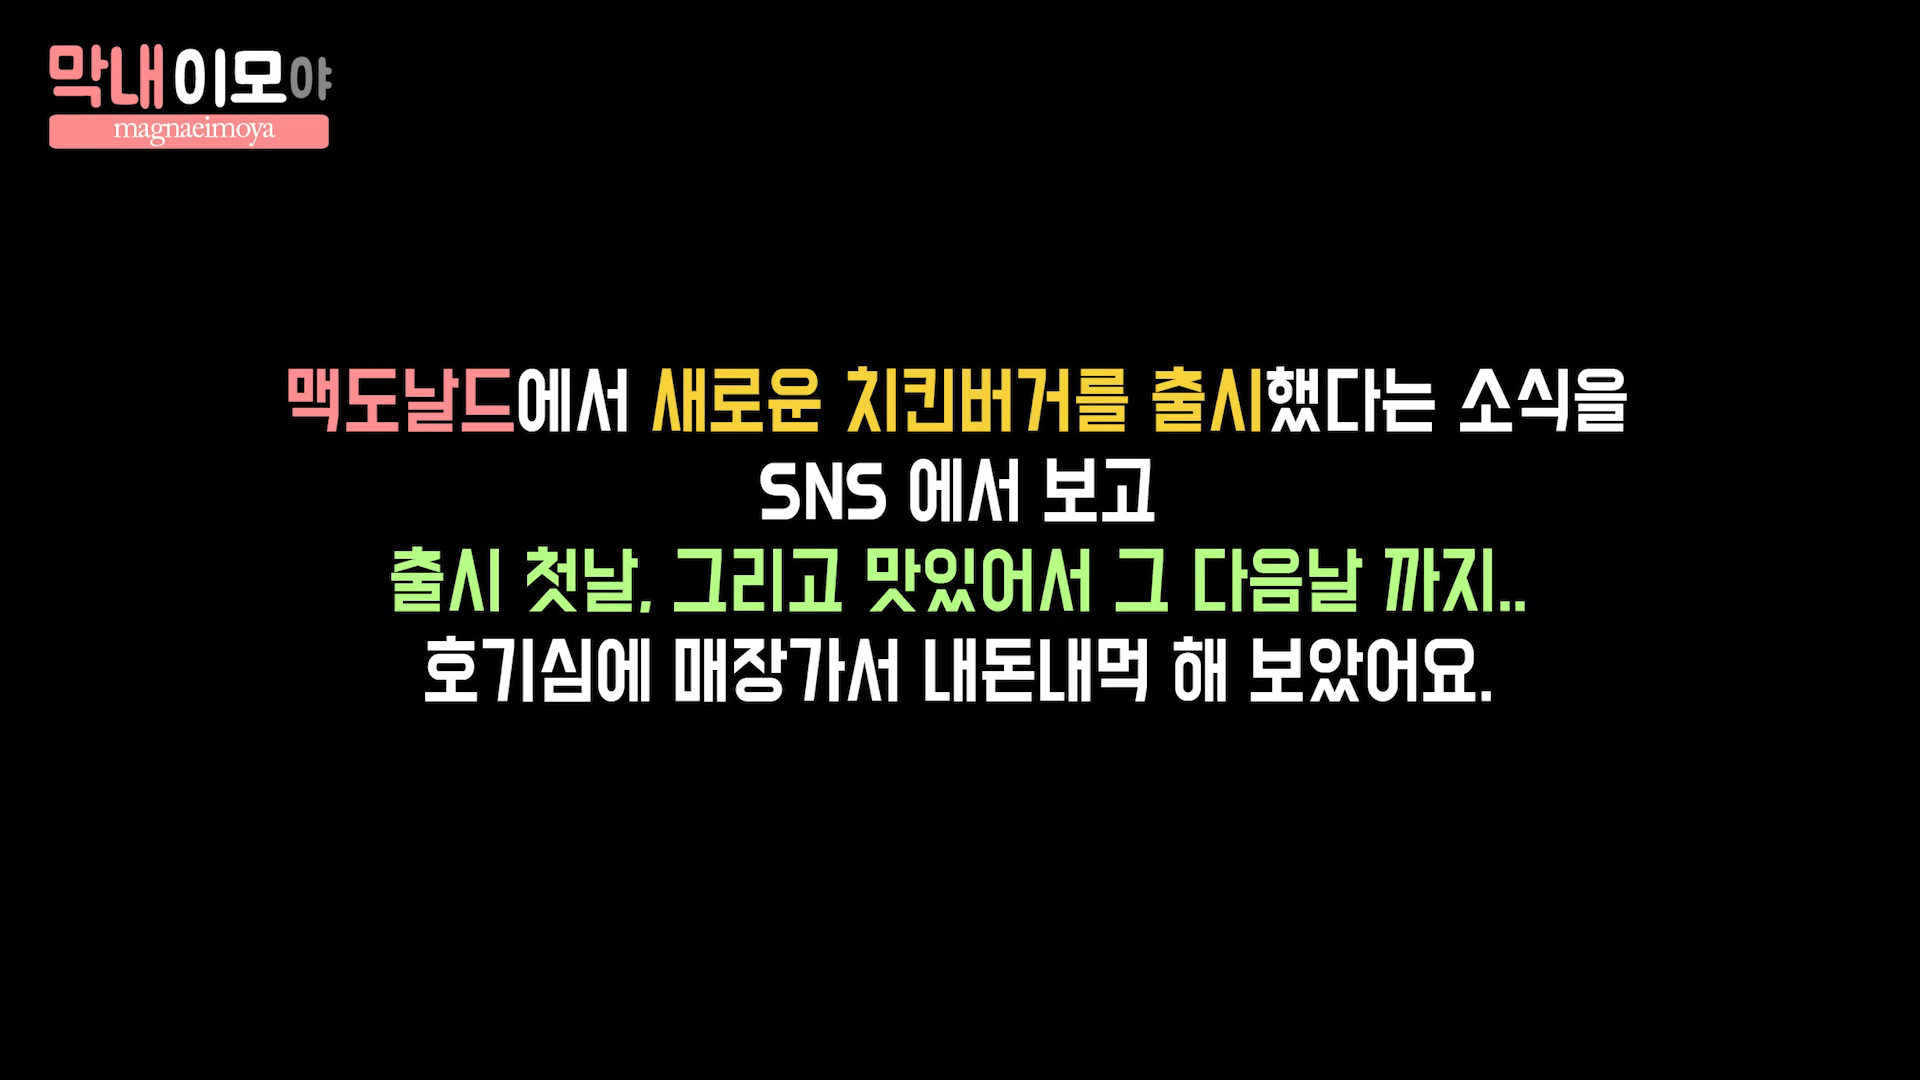 막내이모야
magnaeimoya
맥도날드에서 새로운 치킨버거를 출시했다는 소식을
SNS 에서 보고
출시 첫날, 그리고 맛있어서 그 다음날 까지..
호기심에 매장가서 내돈내먹 해 보았어요.